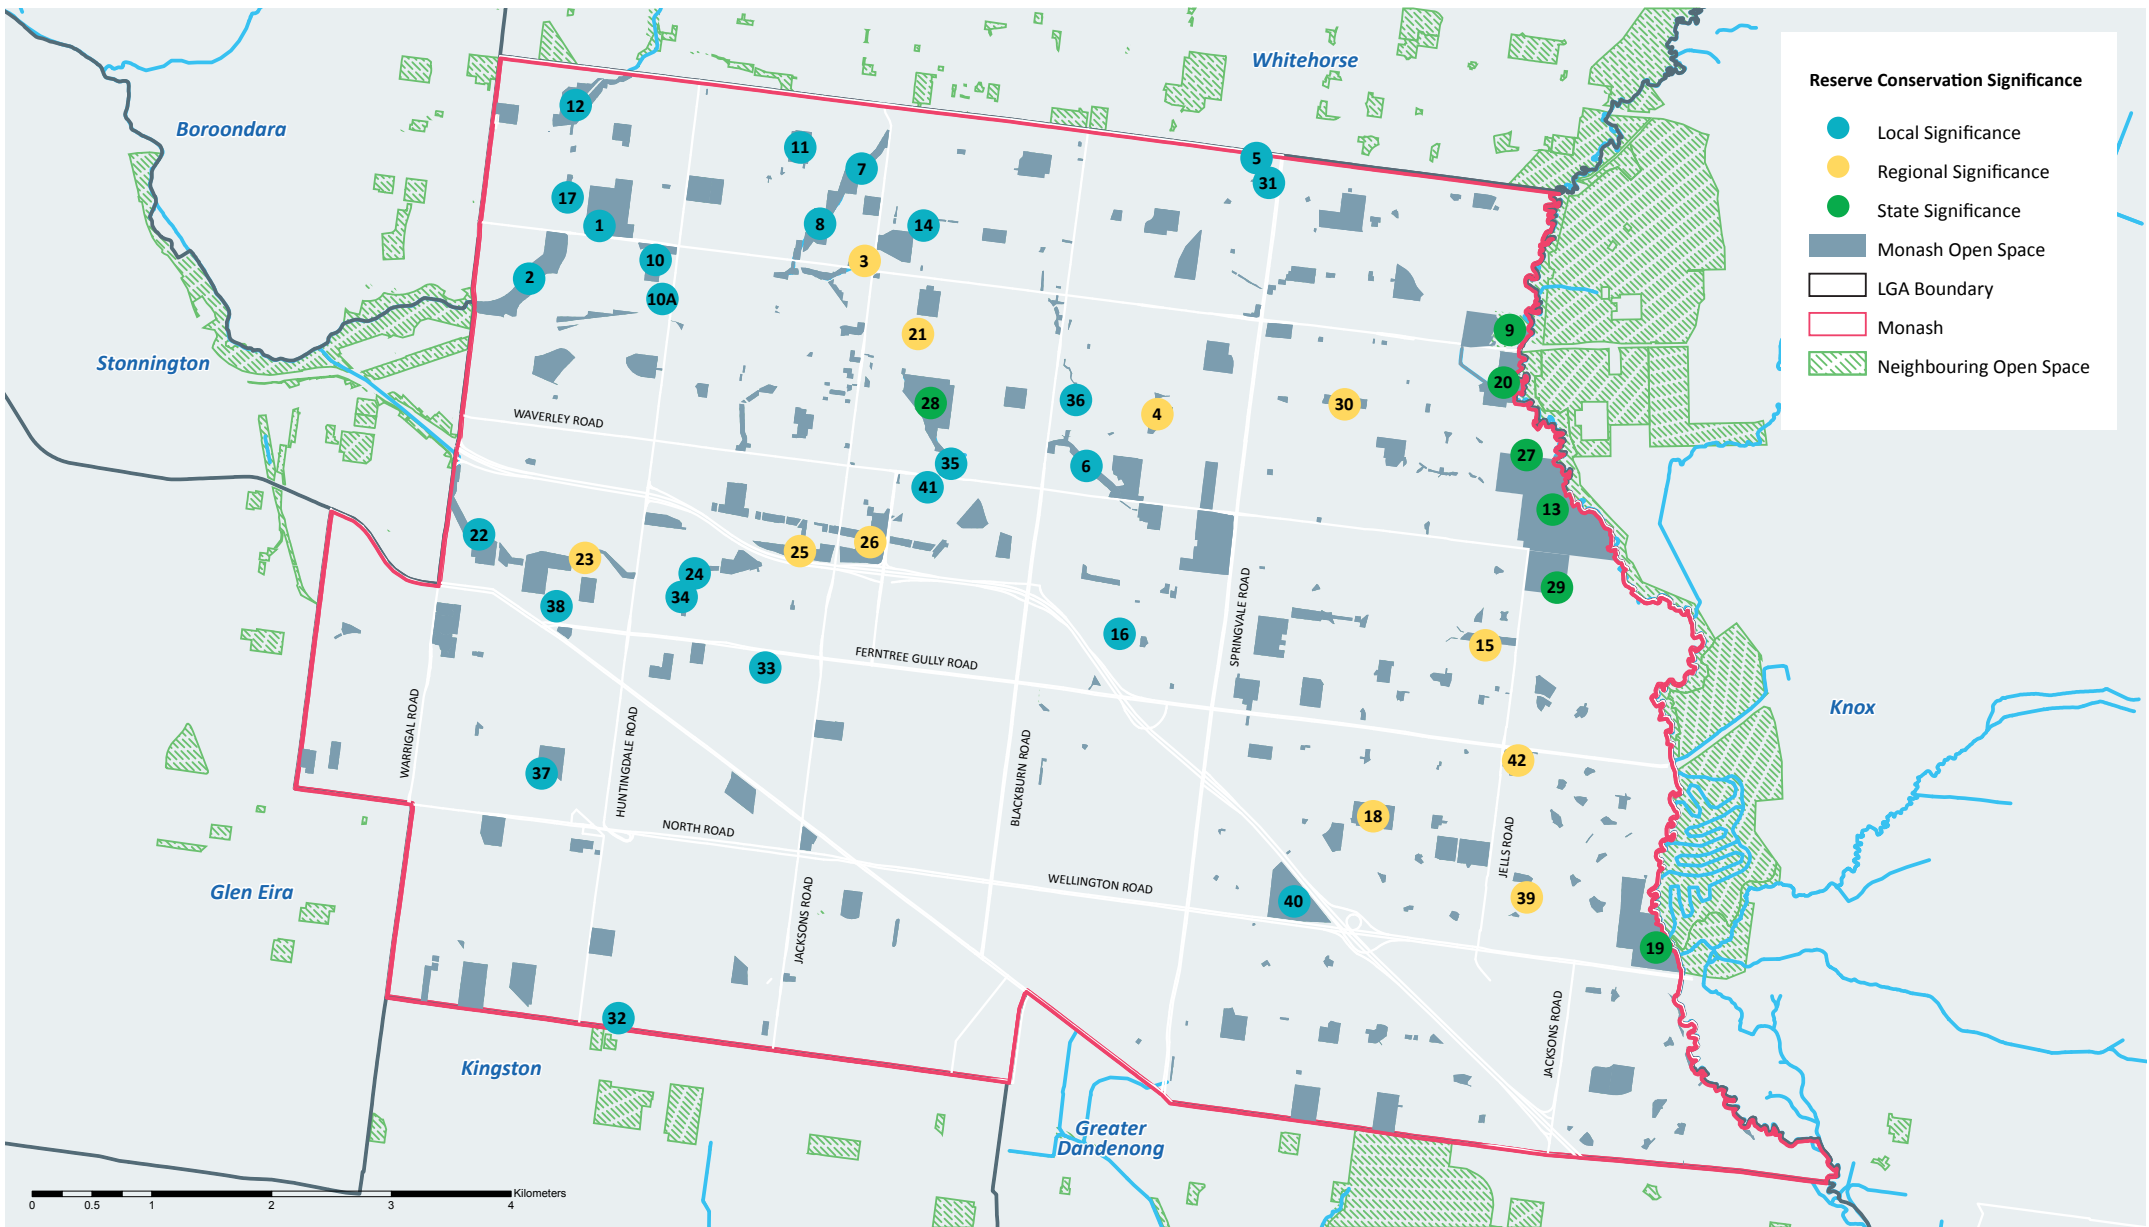 Whitehorse
Reserve Conservation Significance
Local Significance
Regional Significance
State Significance
Monash Open Space
LGA Boundary
Monash
Neighbouring Open Space
Boroondara
Stonnington
Glen Eira
Kingston
Greater
Dandenong
Knox
12
11
7
5
31
17
1
8
14
10
3
2
10A
21
9
20
28
36
4
30
WAVERLEY ROAD
35
6
27
41
13
22
26
25
23
24
29
34
38
16
15
SPRINGVALE ROAD
FERNTREE GULLY ROAD
33
WARRIGAL ROAD
HUNTINGDALE ROAD
BLACKBURN ROAD
42
37
18
NORTH ROAD
JELLS ROAD
WELLINGTON ROAD
JACKSONS ROAD
40
39
19
32
JACKSONS ROAD
0 0.5 1 2 3 4
Kilometers